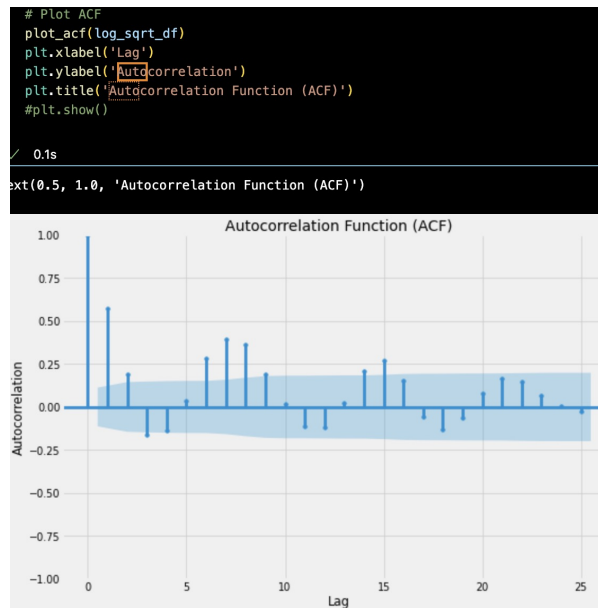 # Plot ACF
plot_acf(log_sqrt_df)
plt.xlabel('Lag')
plt.ylabel('Autocorrelation')
plt.title('Autocorrelation Function (ACF)')
#plt.show()
✓ 0.1s
ext(0.5, 1.0, 'Autocorrelation Function (ACF)')
Autocorrelation Function (ACF)
1.00
0.75
0.50
0.25
0.00
−0.25
−0.50
−0.75
−1.00
Autocorrelation
0 5 10 15 20 25
Lag